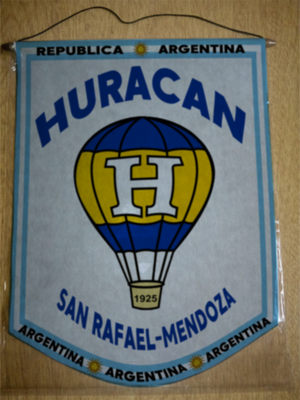 REPUBLICA ARGENTINA
HURACAN
H
1925
SAN RAFAEL-MENDOZA
ARGENTINA ARGENTINA ARGENTINA